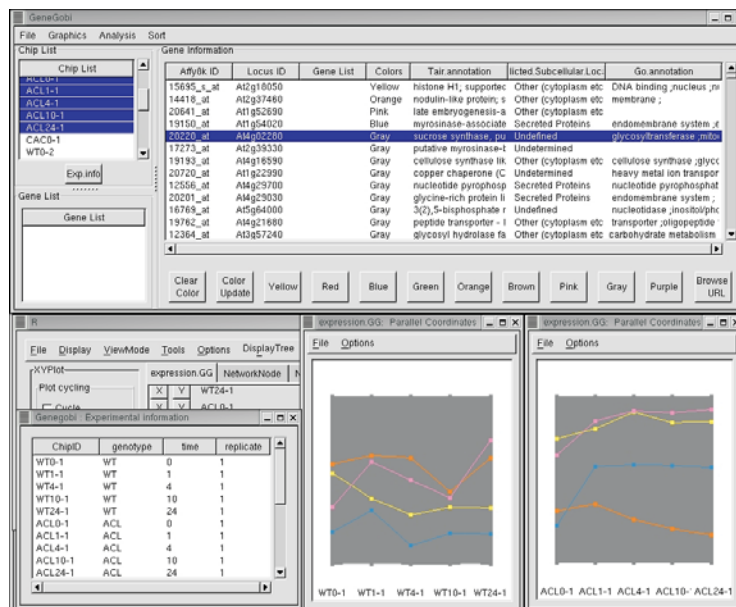 GeneGobi
File Graphics Analysis Sort
Chip List
Chip List
ACL0-1
ACL1-1
ACL4-1
ACL10-1
ACL24-1
CAC0-1
WT0-2
Exp.info
Gene List
Gene List
Gene Information
Affy8k ID Locus ID Gene List Colors Tair.annotation licted.Subcellular.Loc. Go.annotation
15695_s_at At2g18050 Yellow histone H1; supportec Other (cytoplasm etc DNA binding ;nucleus ;nu
14418_at At2g37460 Orange nodulin-like protein; s Other (cytoplasm etc membrane ;
20641_at At1g52690 Pink late embryogenesis-a Other (cytoplasm etc
19150_at At1g54020 Blue myrosinase-associate Secreted Proteins endomembrane system ;e
20220_at At4g02280 Gray sucrose synthase, pu Undefined glycosyltransferase ;mitoc
17273_at At2g39330 Gray putative myrosinase-b Undetermined
19193_at At4g16590 Gray cellulose synthase lik Other (cytoplasm etc cellulose synthase ;glyco
20720_at At1g22990 Gray copper chaperone (C Undetermined heavy metal ion transpor
12556_at At4g29700 Gray nucleotide pyrophosp Secreted Proteins nucleotide pyrophosphat
20201_at At4g29030 Gray glycine-rich protein li Secreted Proteins endomembrane system ;
16769_at At5g64000 Gray 3(2),5-bisphosphate r Undefined nucleotidase ;inositol/pho
19762_at At4g21680 Gray peptide transporter - l Other (cytoplasm etc transporter ;oligopeptide
12364_at At3g57240 Gray glycosyl hydrolase fa Other (cytoplasm etc carbohydrate metabolism
Clear Color
Color Update
Yellow
Red
Blue
Green
Orange
Brown
Pink
Gray
Purple
Browse URL
R
File Display ViewMode Tools Options DisplayTree
XYPlot
Plot cycling
Cycle
expression.GG NetworkNode N
X Y WT24-1
X Y ACL0-1
Genegobi : Experimental information
ChipID genotype time replicate
WT0-1 WT 0 1
WT1-1 WT 1 1
WT4-1 WT 4 1
WT10-1 WT 10 1
WT24-1 WT 24 1
ACL0-1 ACL 0 1
ACL1-1 ACL 1 1
ACL4-1 ACL 4 1
ACL10-1 ACL 10 1
ACL24-1 ACL 24 1
expression.GG: Parallel Coordinates
File Options
WT0-1 WT1-1 WT4-1 WT10-1 WT24-1
expression.GG: Parallel Coordinates
File Options
ACL0-1 ACL1-1 ACL4-1 ACL10-1 ACL24-1